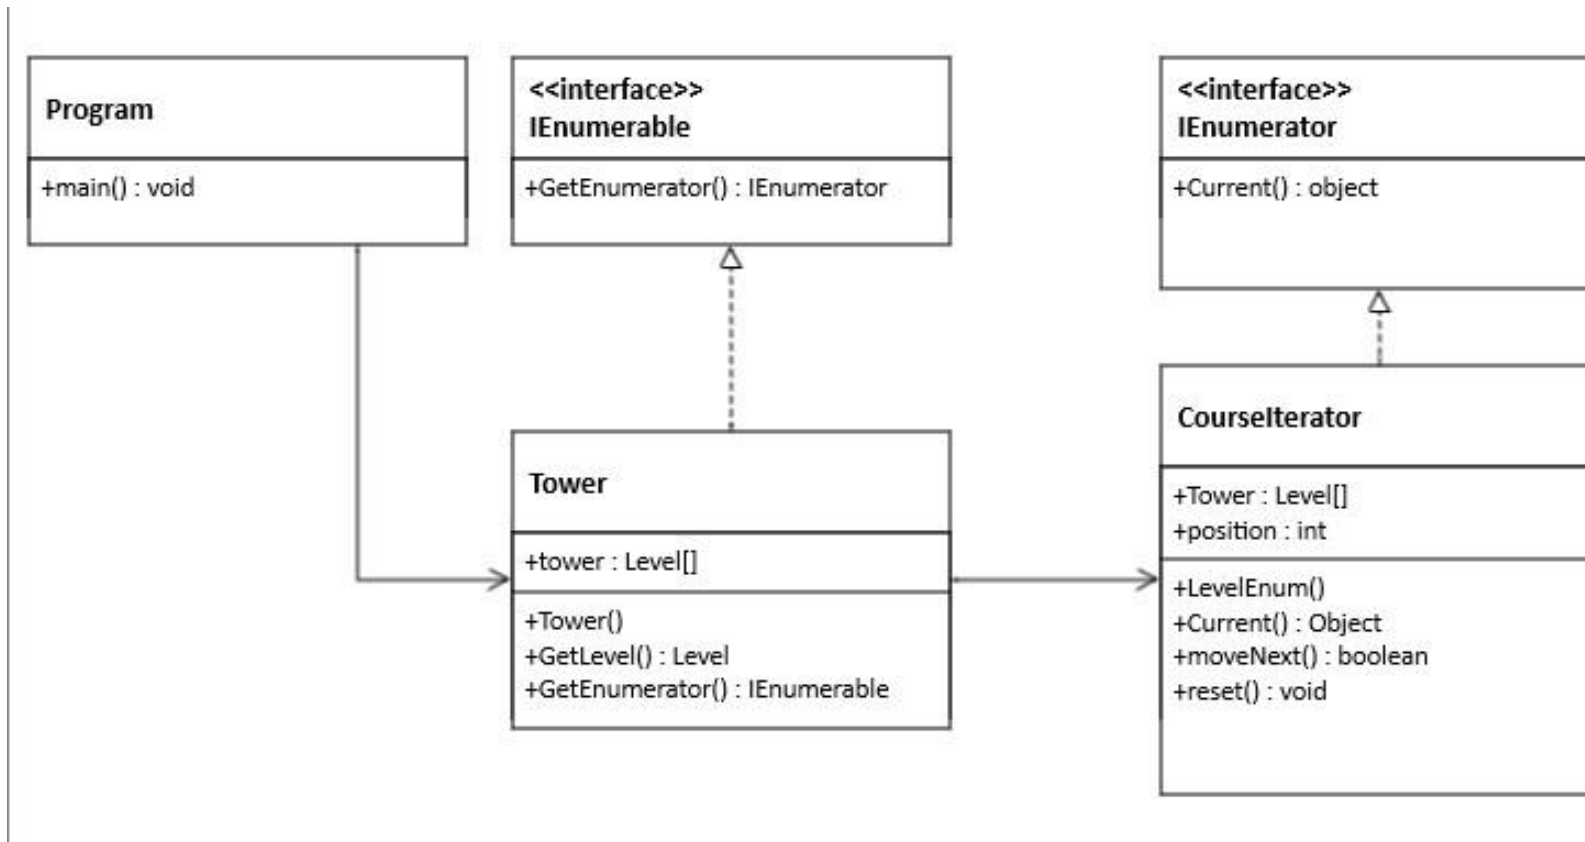 Program
+main() : void
<<interface>>
IEnumerable
+GetEnumerator() : IEnumerator
<<interface>>
IEnumerator
+Current() : object
Tower
+tower : Level[]
+Tower()
+GetLevel() : Level
+GetEnumerator() : IEnumerable
CourseIterator
+Tower : Level[]
+position : int
+LevelEnum()
+Current() : Object
+moveNext() : boolean
+reset() : void